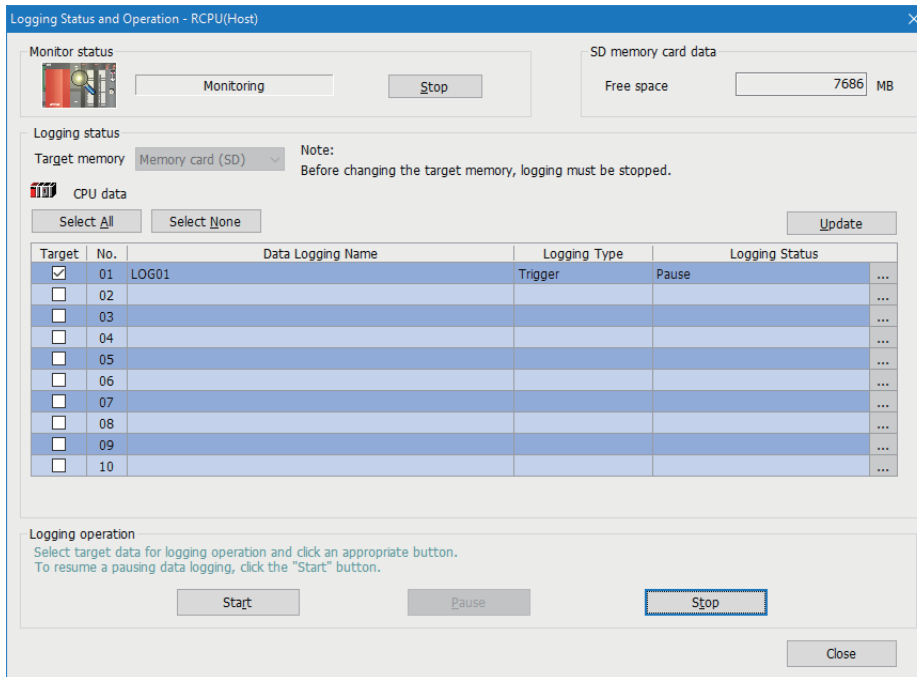 Logging Status and Operation - RCPU(Host)
Monitor status
Monitoring
Stop
SD memory card data
Free space
7686 MB
Logging status
Target memory
Memory card (SD)
Note:
Before changing the target memory, logging must be stopped.
CPU data
Select All
Select None
Update
Target No. Data Logging Name Logging Type Logging Status
01 LOG01 Trigger Pause ...
02 ...
03 ...
04 ...
05 ...
06 ...
07 ...
08 ...
09 ...
10 ...
Logging operation
Select target data for logging operation and click an appropriate button.
To resume a pausing data logging, click the "Start" button.
Start
Pause
Stop
Close